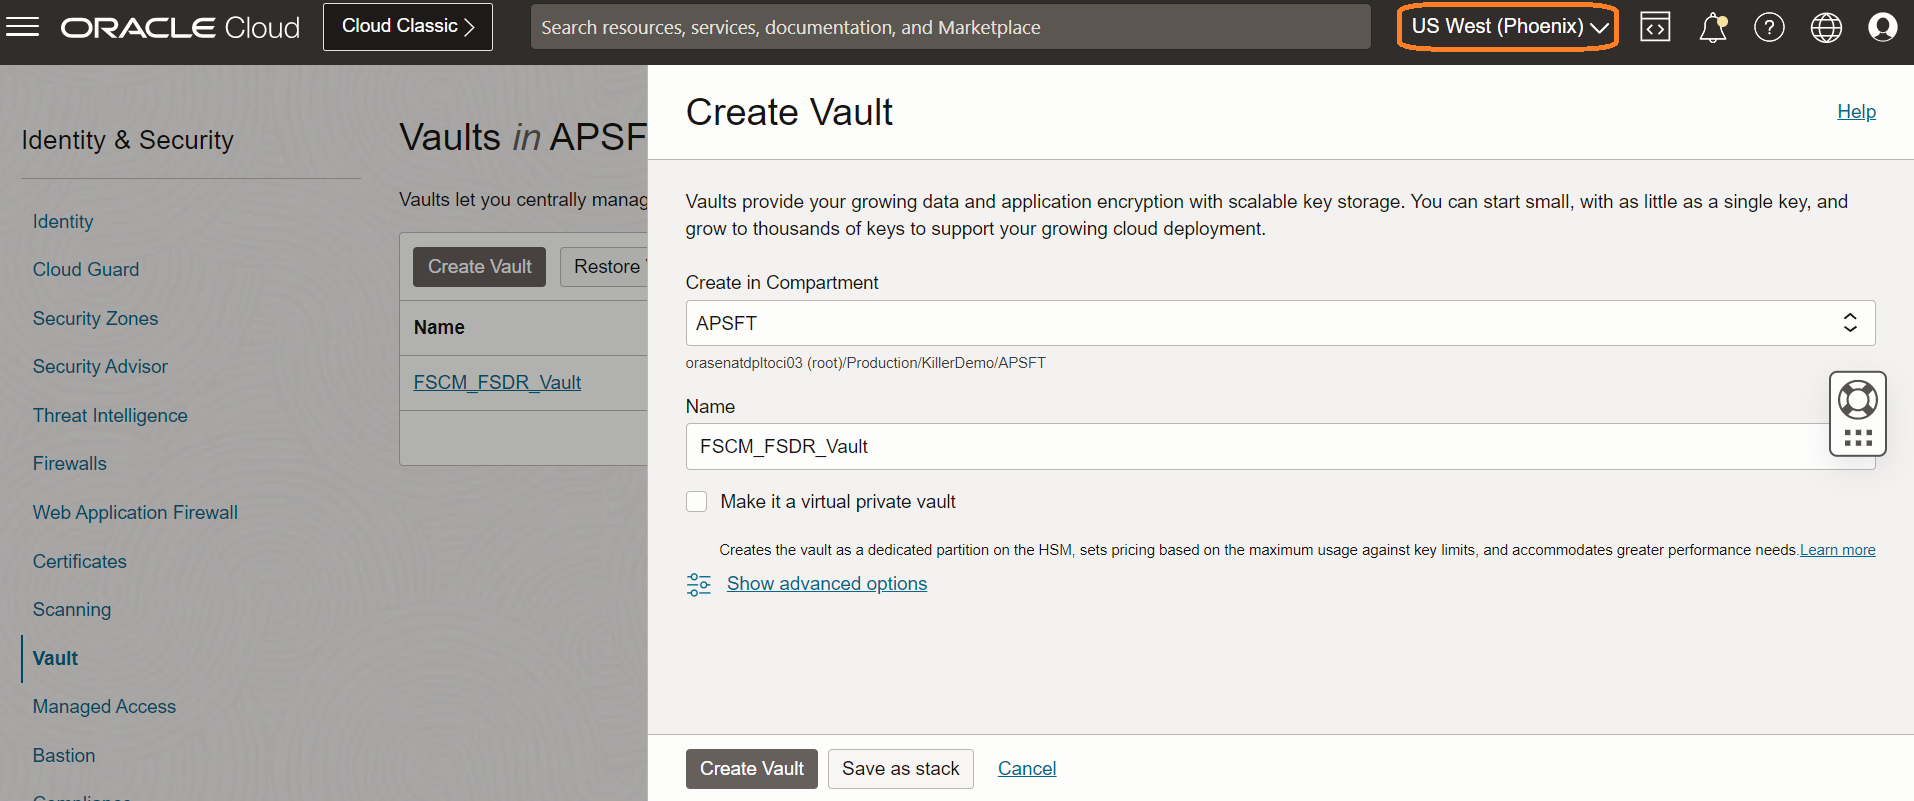 ORACLE Cloud
Cloud Classic
Search resources, services, documentation, and Marketplace
US West (Phoenix)
Identity & Security
Identity
Cloud Guard
Security Zones
Security Advisor
Threat Intelligence
Firewalls
Web Application Firewall
Certificates
Scanning
Vault
Managed Access
Bastion
Compliance
Vaults in APSF
Vaults let you centrally manag
Create Vault
Restore
Name
FSCM_FSDR_Vault
Create Vault
Help
Vaults provide your growing data and application encryption with scalable key storage. You can start small, with as little as a single key, and
grow to thousands of keys to support your growing cloud deployment.
Create in Compartment
APSFT
orasenatdpltoci03 (root)/Production/KillerDemo/APSFT
Name
FSCM_FSDR_Vault
Make it a virtual private vault
Creates the vault as a dedicated partition on the HSM, sets pricing based on the maximum usage against key limits, and accommodates greater performance needs.Learn more
Show advanced options
Create Vault
Save as stack
Cancel